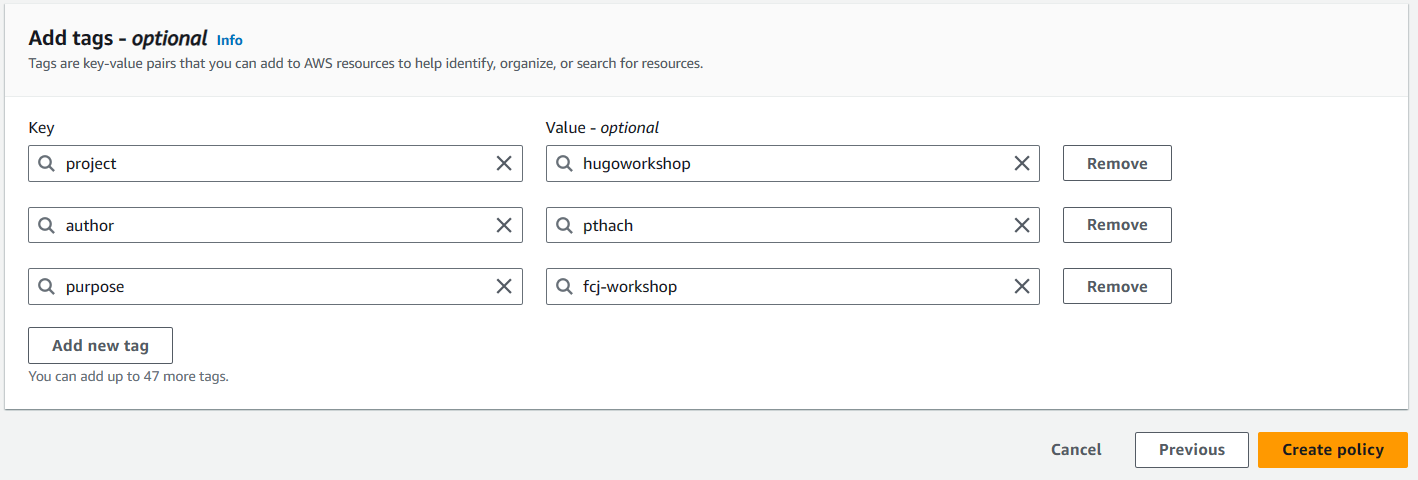 Add tags - optional Info
Tags are key-value pairs that you can add to AWS resources to help identify, organize, or search for resources.
Key Value - optional
project hugoworkshop Remove
author pthach Remove
purpose fcj-workshop Remove
Add new tag
You can add up to 47 more tags.
Cancel Previous Create policy